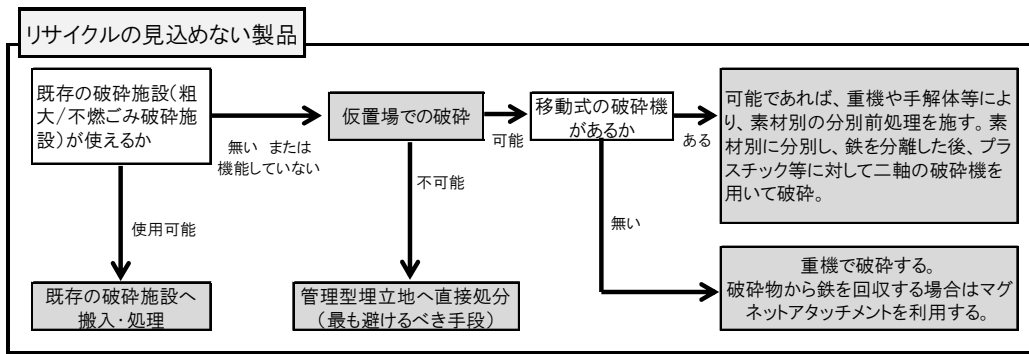 リサイクルの見込めない製品
既存の破砕施設(粗
大/不燃ごみ破砕施
設)が使えるか
無い または
機能していない
使用可能
既存の破砕施設へ
搬入・処理
仮置場での破砕
可能
不可能
管理型埋立地へ直接処分
(最も避けるべき手段)
移動式の破砕機
があるか
ある
無い
可能であれば、重機や手解体等によ
り、素材別の分別前処理を施す。素
材別に分別し、鉄を分離した後、プラ
スチック等に対して二軸の破砕機を
用いて破砕。
重機で破砕する。
破砕物から鉄を回収する場合はマグ
ネットアタッチメントを利用する。